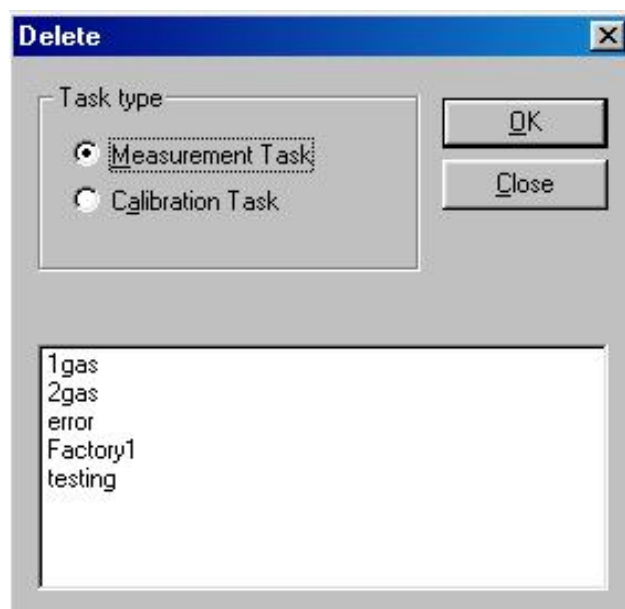 Delete
Task type
Measurement Task
Calibration Task
OK
Close
1gas
2gas
error
Factory1
testing